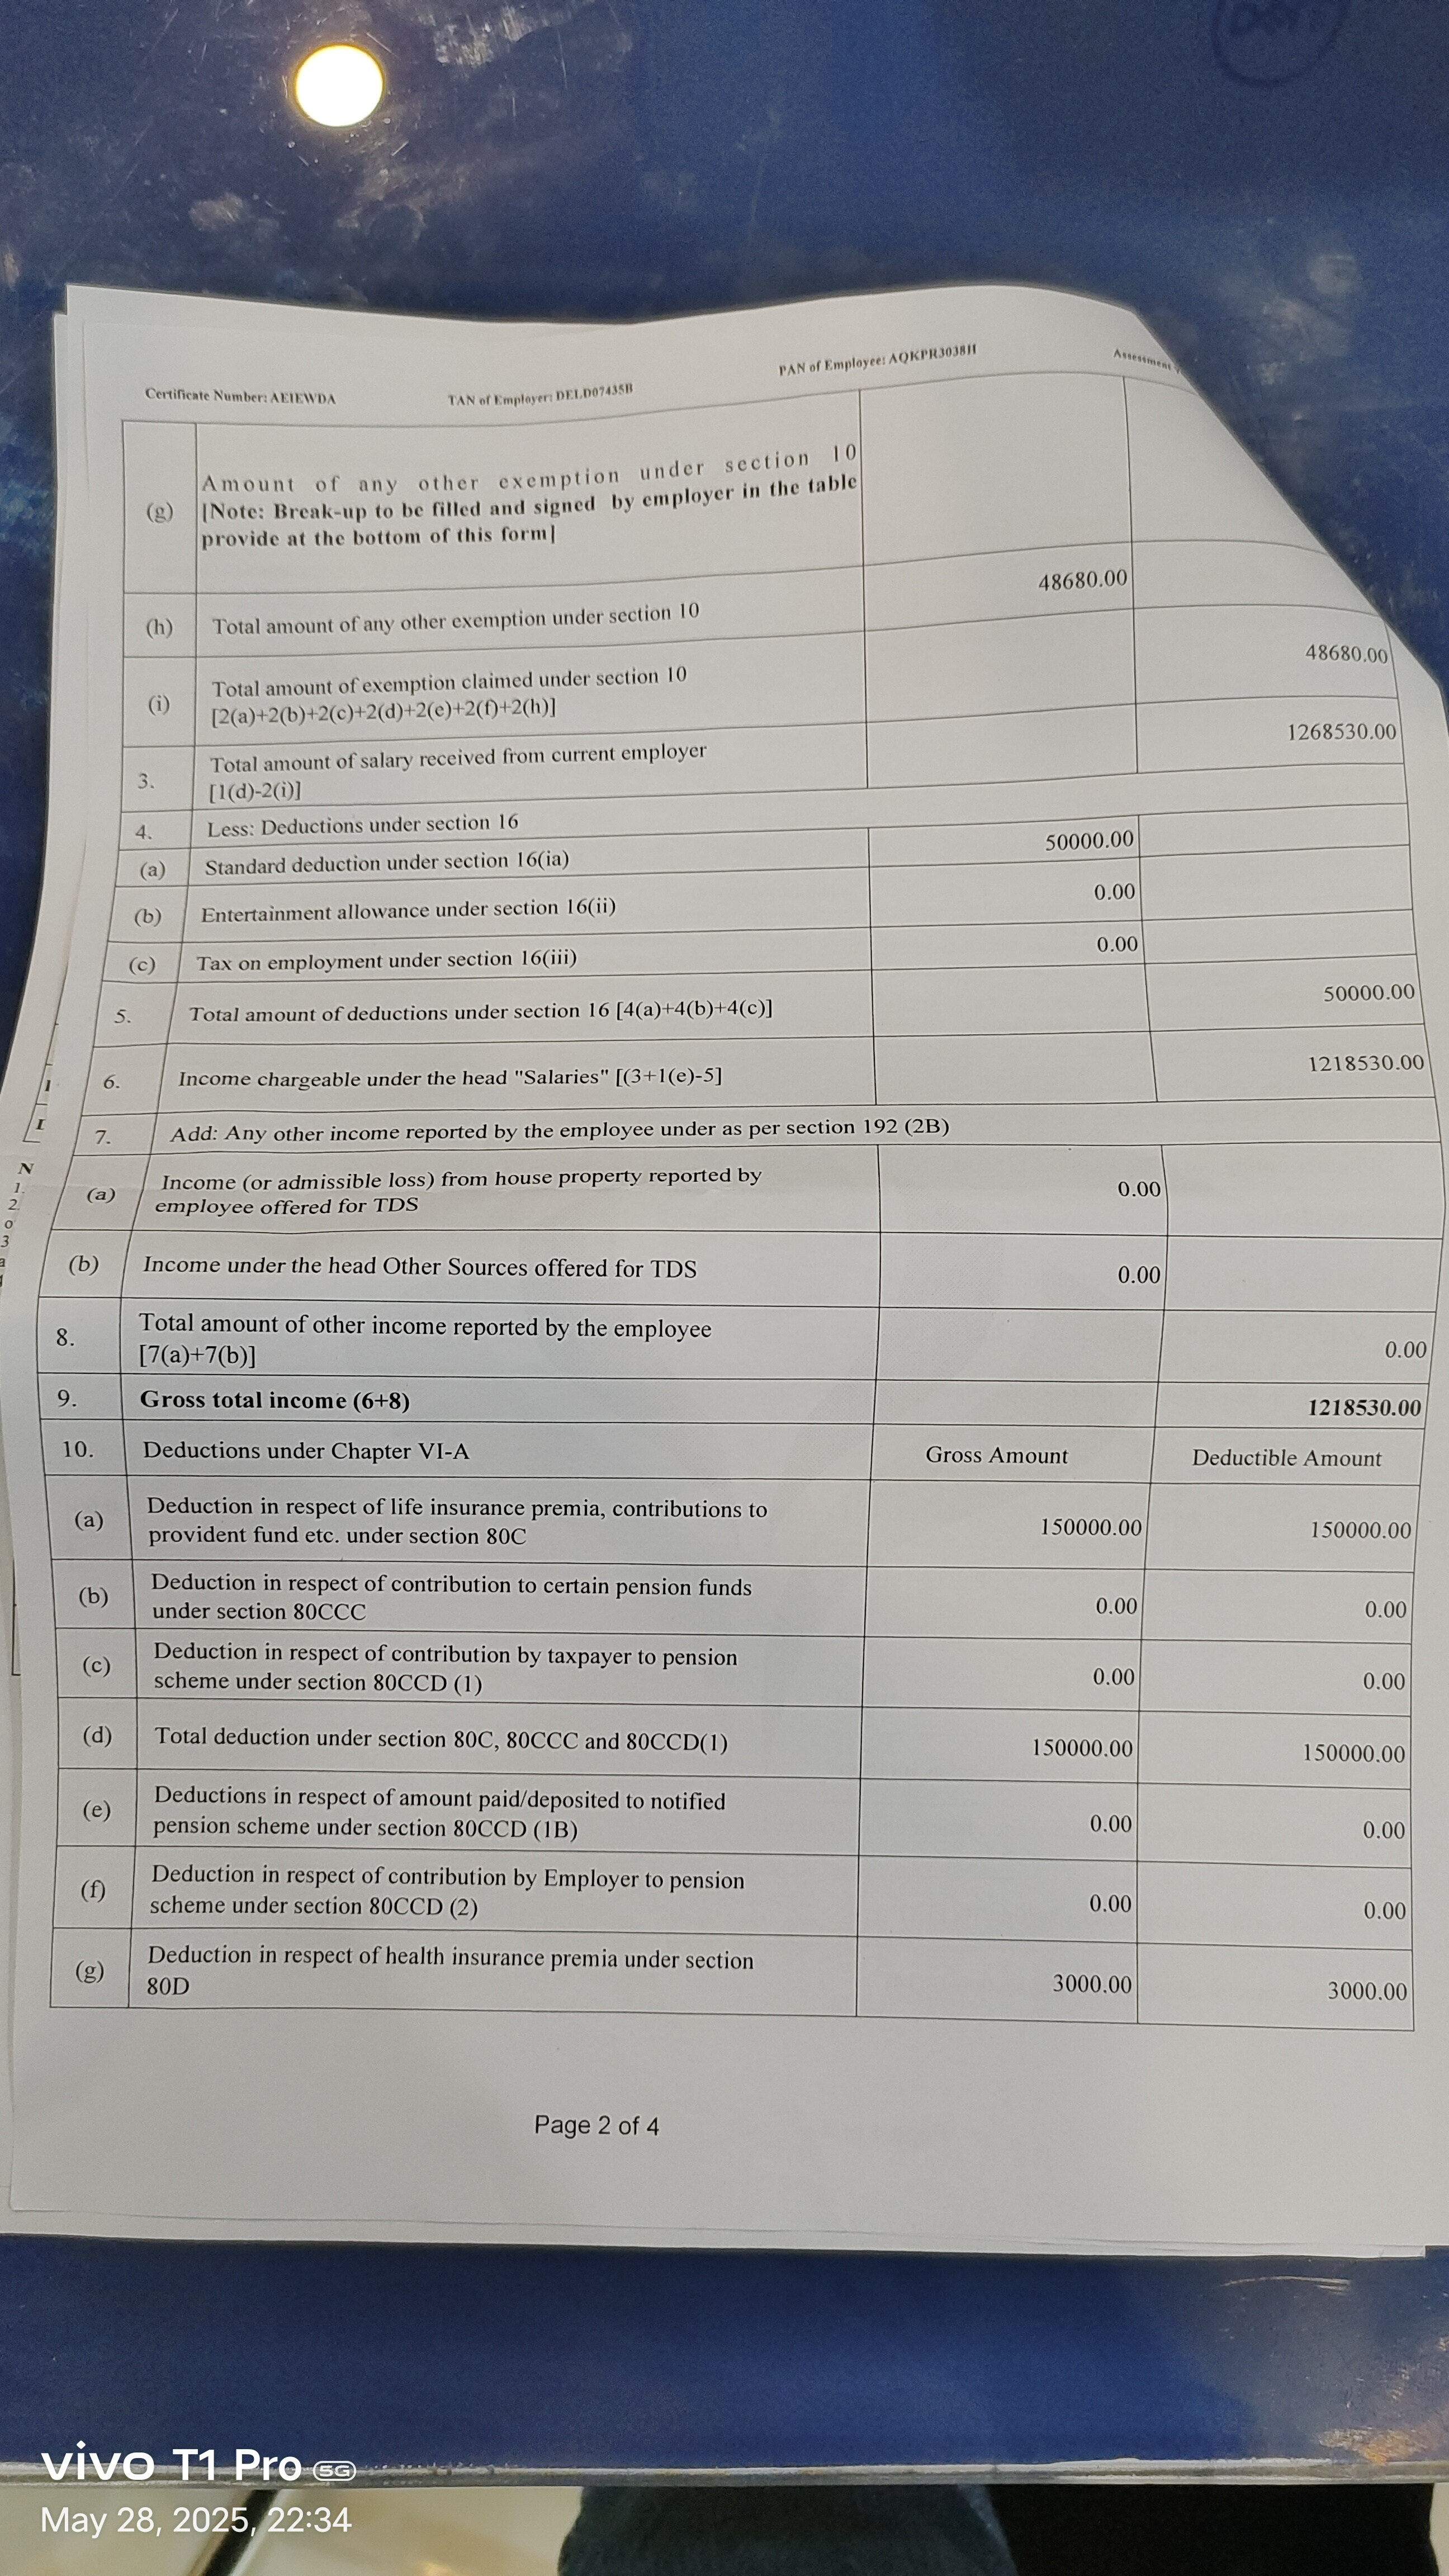 Certificate Number: AEIEWDA TAN of Employer: DELD07435B PAN of Employee: AQKPR3038H Assessment
(g) Amount of any other exemption under section 10
[Note: Break-up to be filled and signed by employer in the table
provide at the bottom of this form]
(h) Total amount of any other exemption under section 10 48680.00
(i) Total amount of exemption claimed under section 10 48680.00
[2(a)+2(b)+2(c)+2(d)+2(e)+2(f)+2(h)]
3. Total amount of salary received from current employer 1268530.00
[1(d)-2(i)]
4. Less: Deductions under section 16
(a) Standard deduction under section 16(ia) 50000.00
(b) Entertainment allowance under section 16(ii) 0.00
(c) Tax on employment under section 16(iii) 0.00
5. Total amount of deductions under section 16 [4(a)+4(b)+4(c)] 50000.00
6. Income chargeable under the head "Salaries" [(3+1(e)-5] 1218530.00
7. Add: Any other income reported by the employee under as per section 192 (2B)
(a) Income (or admissible loss) from house property reported by 0.00
employee offered for TDS
(b) Income under the head Other Sources offered for TDS 0.00
8. Total amount of other income reported by the employee 0.00
[7(a)+7(b)]
9. Gross total income (6+8) 1218530.00
10. Deductions under Chapter VI-A Gross Amount Deductible Amount
(a) Deduction in respect of life insurance premia, contributions to 150000.00 150000.00
provident fund etc. under section 80C
(b) Deduction in respect of contribution to certain pension funds 0.00 0.00
under section 80CCC
(c) Deduction in respect of contribution by taxpayer to pension 0.00 0.00
scheme under section 80CCD (1)
(d) Total deduction under section 80C, 80CCC and 80CCD(1) 150000.00 150000.00
(e) Deductions in respect of amount paid/deposited to notified 0.00 0.00
pension scheme under section 80CCD (1B)
(f) Deduction in respect of contribution by Employer to pension 0.00 0.00
scheme under section 80CCD (2)
(g) Deduction in respect of health insurance premia under section 3000.00 3000.00
80D
Page 2 of 4
vivo T1 Pro 5G
May 28, 2025, 22:34